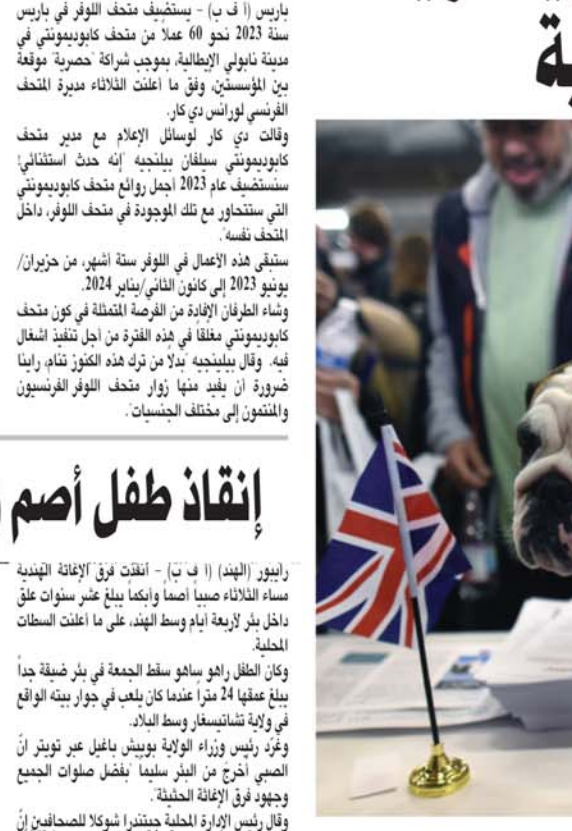 ية
باريس (أ ف ب) - يستضيف متحف اللوفر في باريس
سنة 2023 نحو 60 عملا من متحف كابوديمونتي في
مدينة نابولي الإيطالية، بموجب شراكة "حصرية" موقعة
بين المؤسستين، وفق ما أعلنت الثلاثاء مديرة المتحف
الفرنسي لورانس دي كار.
وقالت دي كار لوسائل الإعلام مع مدير متحف
كابوديمونتي سيلفان بيلنجيه "إنه حدث استثنائي؛
سنستضيف عام 2023 أجمل روائع متحف كابوديمونتي
التي ستتحاور مع تلك الموجودة في متحف اللوفر، داخل
المتحف نفسه".
ستبقى هذه الأعمال في اللوفر ستة أشهر، من حزيران/
يونيو 2023 إلى كانون الثاني/يناير 2024.
وشاء الطرفان الإفادة من الفرصة المتمثلة في كون متحف
كابوديمونتي مغلقا في هذه الفترة من أجل تنفيذ اشغال
فيه. وقال بيلينجيه "بدلا من ترك هذه الكنوز تنام، رأينا
ضرورة أن يفيد منها زوار متحف اللوفر الفرنسيون
والمنتمون إلى مختلف الجنسيات".
إنقاذ طفل أصم
رايبور (الهند) (أ ف ب) - أنقذت فرق الإغاثة الهندية
مساء الثلاثاء صبيا أصما وأبكما يبلغ عشر سنوات علق
داخل بئر لأربعة أيام وسط الهند، على ما أعلنت السطات
المحلية.
وكان الطفل راهو ساهو سقط الجمعة في بئر ضيقة جدا
يبلغ عمقها 24 مترا عندما كان يلعب في جوار بيته الواقع
في ولاية تشاتيسغار وسط البلاد.
وغرّد رئيس وزراء الولاية بوبيش باغيل عبر تويتر انّ
الصبي أخرج من البئر سليما "بفضل صلوات الجميع
وجهود فرق الإغاثة الحثيثة".
وقال رئيس الإدارة المحلية جيتندرا شوكلا للصحافيين إنّ